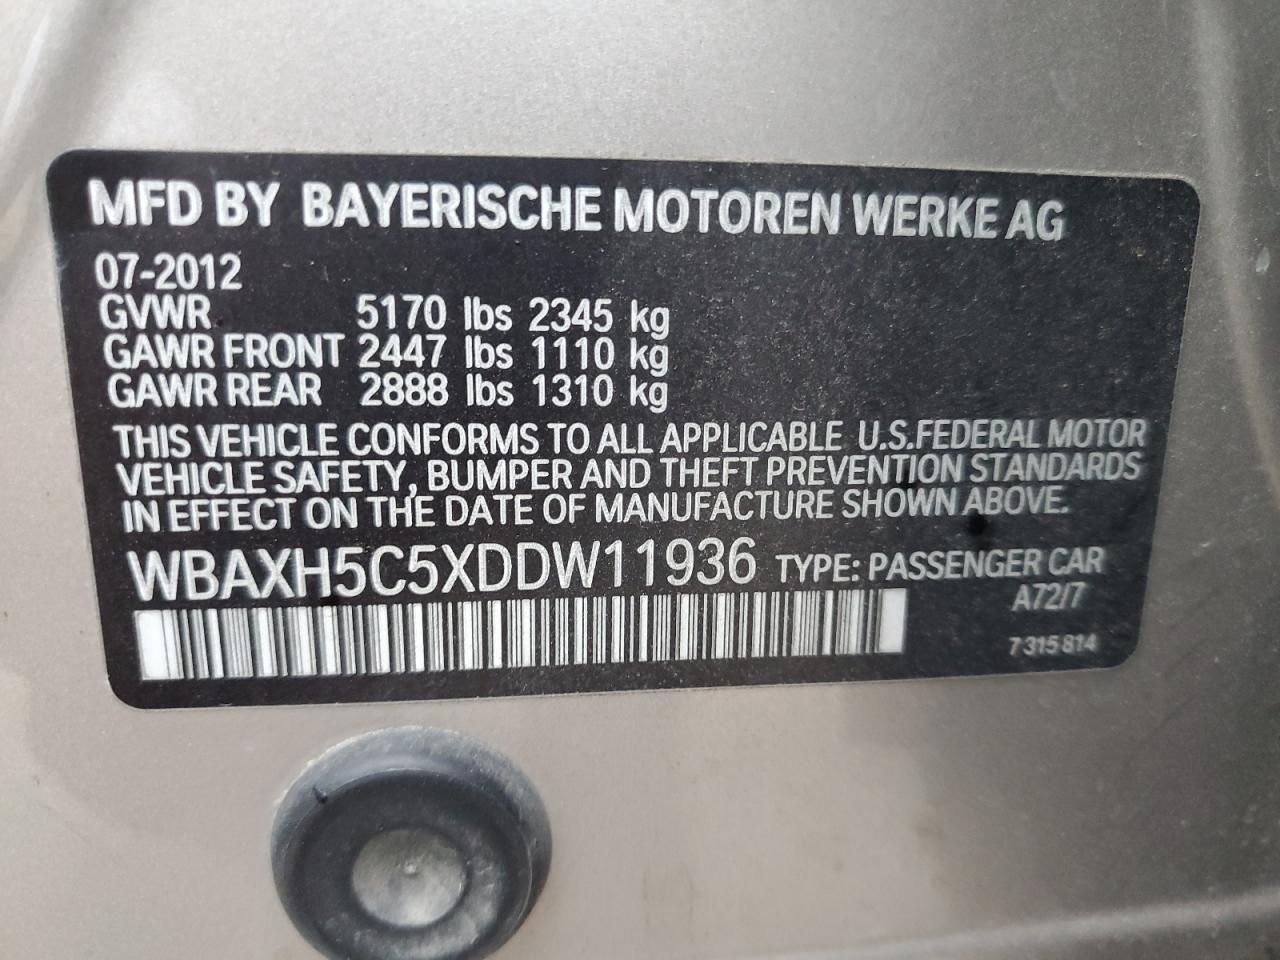 MFD BY BAYERISCHE MOTOREN WERKE AG
07-2012
GVWR 5170 lbs 2345 kg
GAWR FRONT 2447 lbs 1110 kg
GAWR REAR 2888 lbs 1310 kg
THIS VEHICLE CONFORMS TO ALL APPLICABLE U.S.FEDERAL MOTOR
VEHICLE SAFETY, BUMPER AND THEFT PREVENTION STANDARDS
IN EFFECT ON THE DATE OF MANUFACTURE SHOWN ABOVE.
WBAXH5C5XDDW11936 TYPE: PASSENGER CAR
A72/7
7 315 814